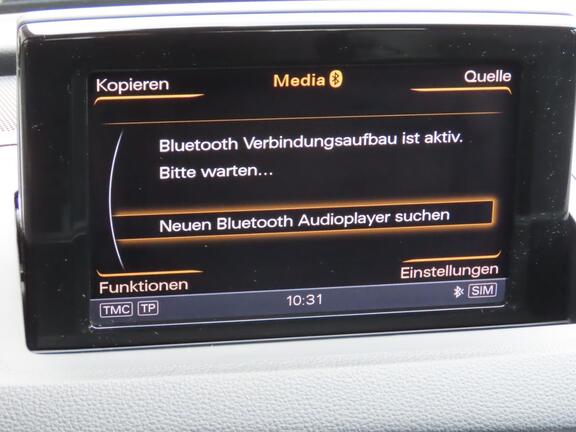 Kopieren Media Quelle
Bluetooth Verbindungsaufbau ist aktiv.
Bitte warten...
Neuen Bluetooth Audioplayer suchen
Funktionen Einstellungen
TMC TP 10:31 SIM